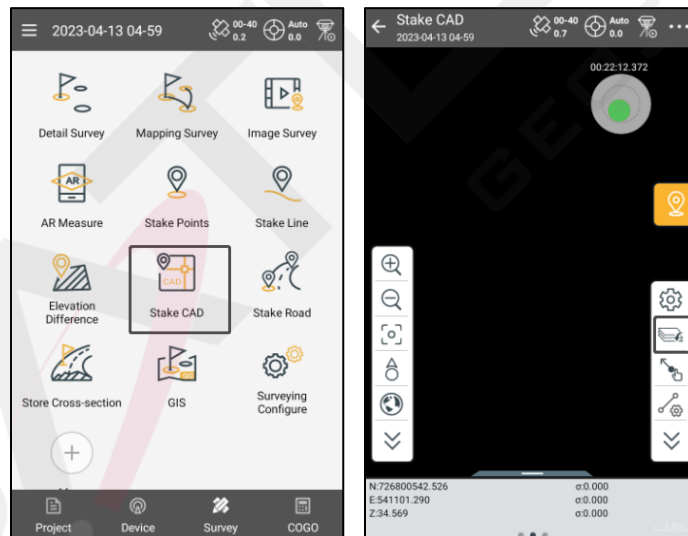 2023-04-13 04-59
00-40
0.2
Auto
0.0
Detail Survey
Mapping Survey
Image Survey
AR
AR Measure
Stake Points
Stake Line
Elevation
Difference
CAD
Stake CAD
Stake Road
Store Cross-section
GIS
Surveying
Configure
Project
Device
Survey
COGO
Stake CAD
2023-04-13 04-59
00-40
0.7
Auto
0.0
00:22:12.372
N:726800542.526
σ:0.000
E:541101.290
σ:0.000
Z:34.569
σ:0.000